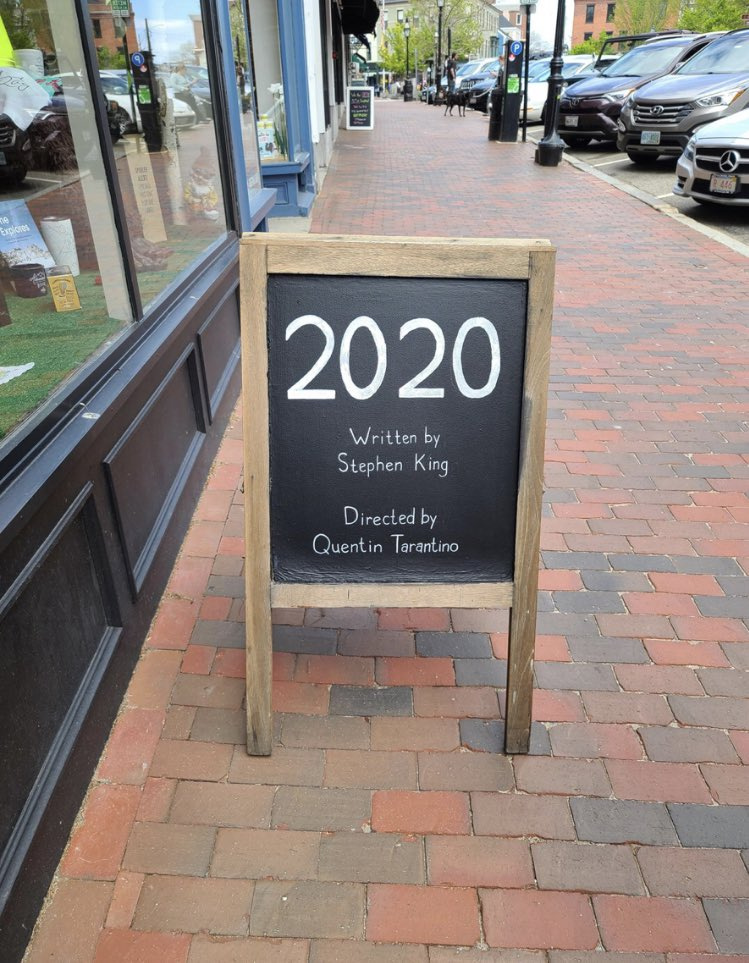 2020
Written by
Stephen King
Directed by
Quentin Tarantino